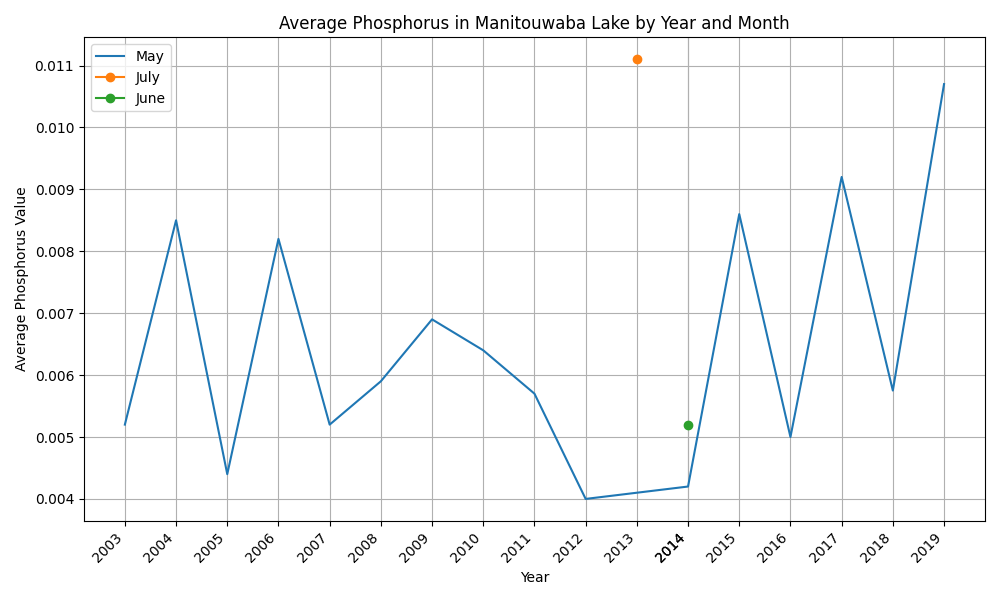 Average Phosphorus in Manitouwaba Lake by Year and Month
May
July
June
0.011
0.010
0.009
0.008
0.007
0.006
0.005
0.004
Average Phosphorus Value
2003 2004 2005 2006 2007 2008 2009 2010 2011 2012 2013 2014 2015 2016 2017 2018 2019
Year